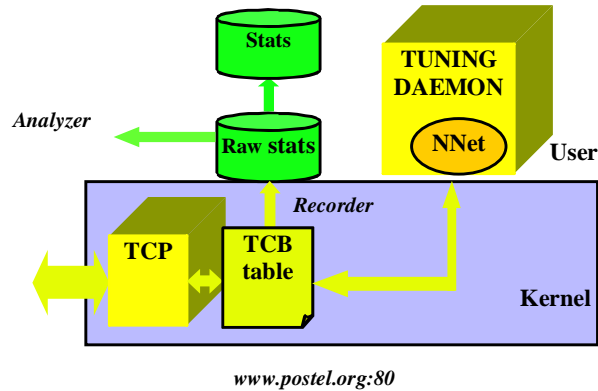 Stats
TUNING
DAEMON
Analyzer
Raw stats
NNet
User
Recorder
TCP
TCB
table
Kernel
www.postel.org:80